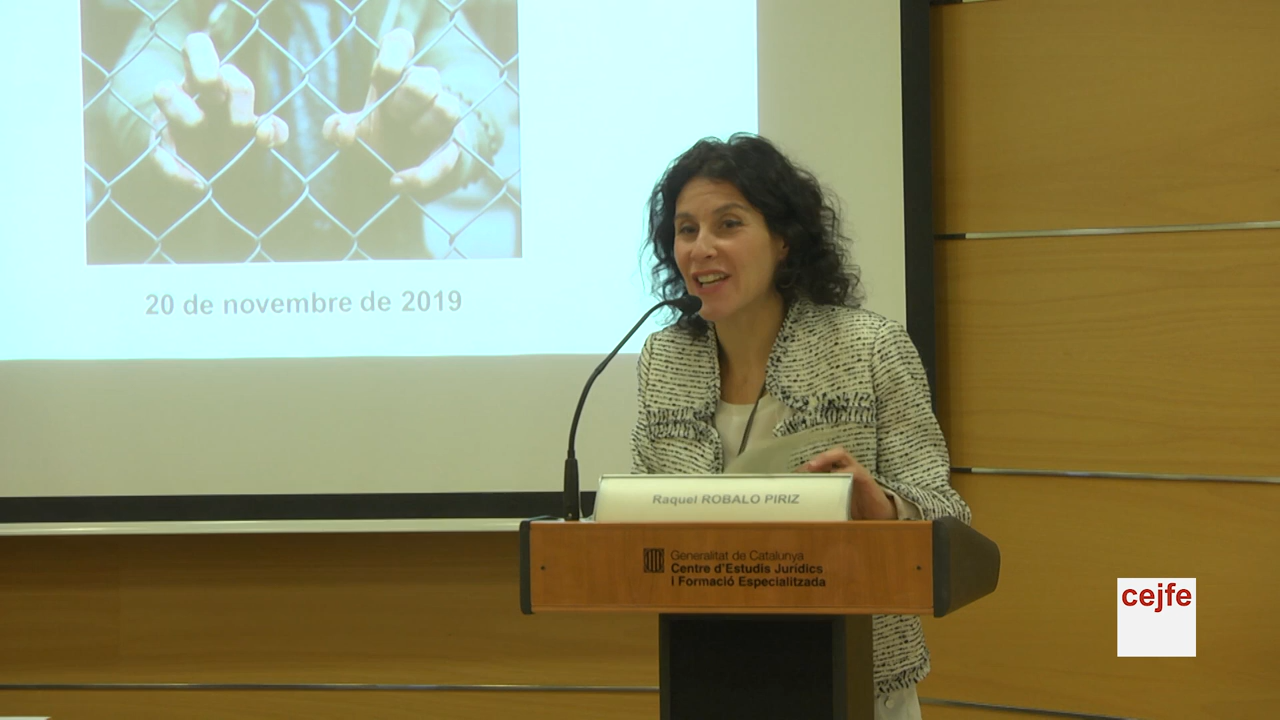 20 de novembre de 2019
Raquel ROBALO PIRIZ
Generalitat de Catalunya
Centre d'Estudis Jurídics
i Formació Especialitzada
cejfe